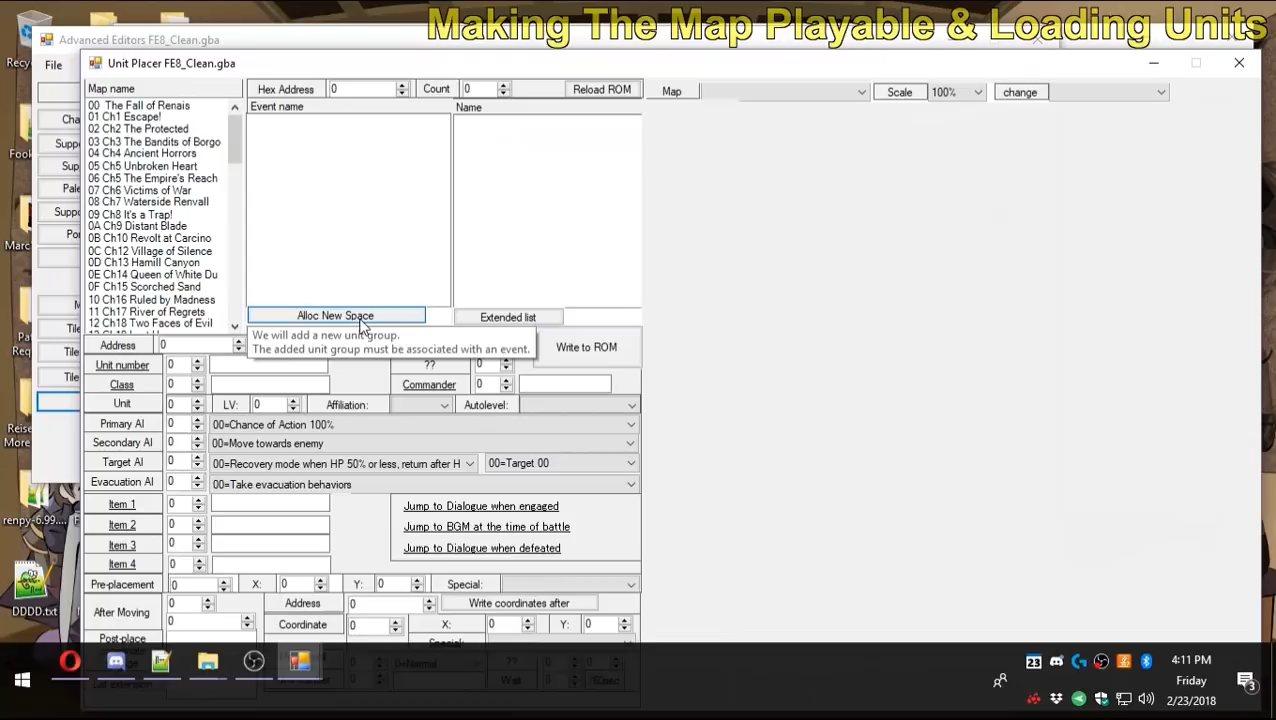 Making The Map Playable & Loading Units
Advanced Editors FE8_Clean.gba
File
Unit Placer FE8_Clean.gba
Map name
Hex Address
0
Count
0
Reload ROM
Map
Scale
100%
change
Event name
Name
00 The Fall of Renais
01 Ch1 Escape!
02 Ch2 The Protected
03 Ch3 The Bandits of Borgo
04 Ch4 Ancient Horrors
05 Ch5 Unbroken Heart
06 Ch5 The Empire's Reach
07 Ch6 Victims of War
08 Ch7 Waterside Renvall
09 Ch8 It's a Trap!
0A Ch9 Distant Blade
0B Ch10 Revolt at Carcino
0C Ch12 Village of Silence
0D Ch13 Hamill Canyon
0E Ch14 Queen of White Du
0F Ch15 Scorched Sand
10 Ch16 Ruled by Madness
11 Ch17 River of Regrets
12 Ch18 Two Faces of Evil
Alloc New Space
Extended list
We will add a new unit group.
The added unit group must be associated with an event.
Address
0
Write to ROM
Unit number
0
??
0
Class
0
Commander
0
Unit
0
LV:
0
Affiliation:
Autolevel:
Primary AI
0
00=Chance of Action 100%
Secondary AI
0
00=Move towards enemy
Target AI
0
00=Recovery mode when HP 50% or less, return after H
00=Target 00
Evacuation AI
0
00=Take evacuation behaviors
Item 1
0
Item 2
0
Item 3
0
Item 4
0
Jump to Dialogue when engaged
Jump to BGM at the time of battle
Jump to Dialogue when defeated
Pre-placement
0
X:
0
Y:
0
Special:
After Moving
0
0
Address
0
Write coordinates after
Coordinate
0
X:
0
Y:
0
Post-place
Special:
renpy-6.99....
DDDD.txt
23
4:11 PM
Friday
2/23/2018
3